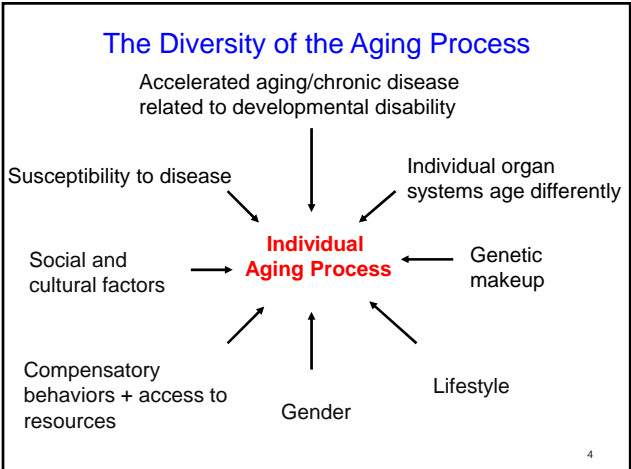 The Diversity of the Aging Process
Accelerated aging/chronic disease
related to developmental disability
Susceptibility to disease
Individual organ
systems age differently
Individual
Aging Process
Social and
cultural factors
Genetic
makeup
Compensatory
behaviors + access to
resources
Gender
Lifestyle
4